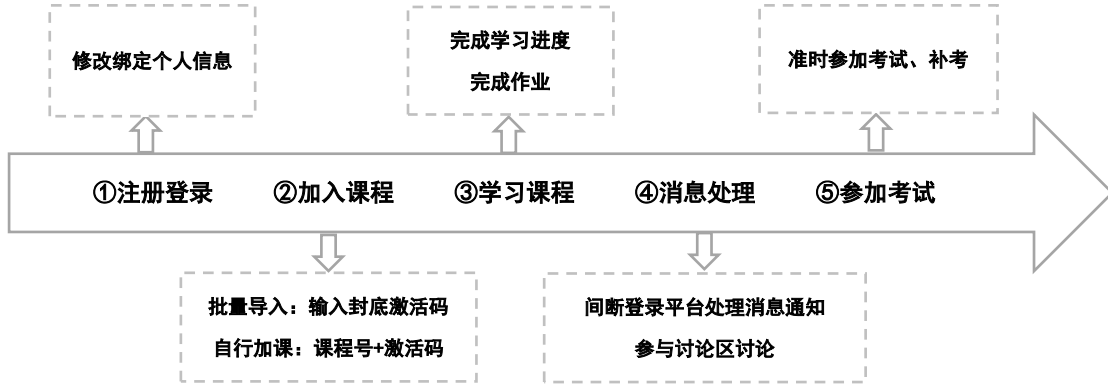 修改绑定个人信息
完成学习进度
完成作业
准时参加考试、补考
①注册登录
②加入课程
③学习课程
④消息处理
⑤参加考试
批量导入：输入封底激活码
自行加课：课程号+激活码
间断登录平台处理消息通知
参与讨论区讨论